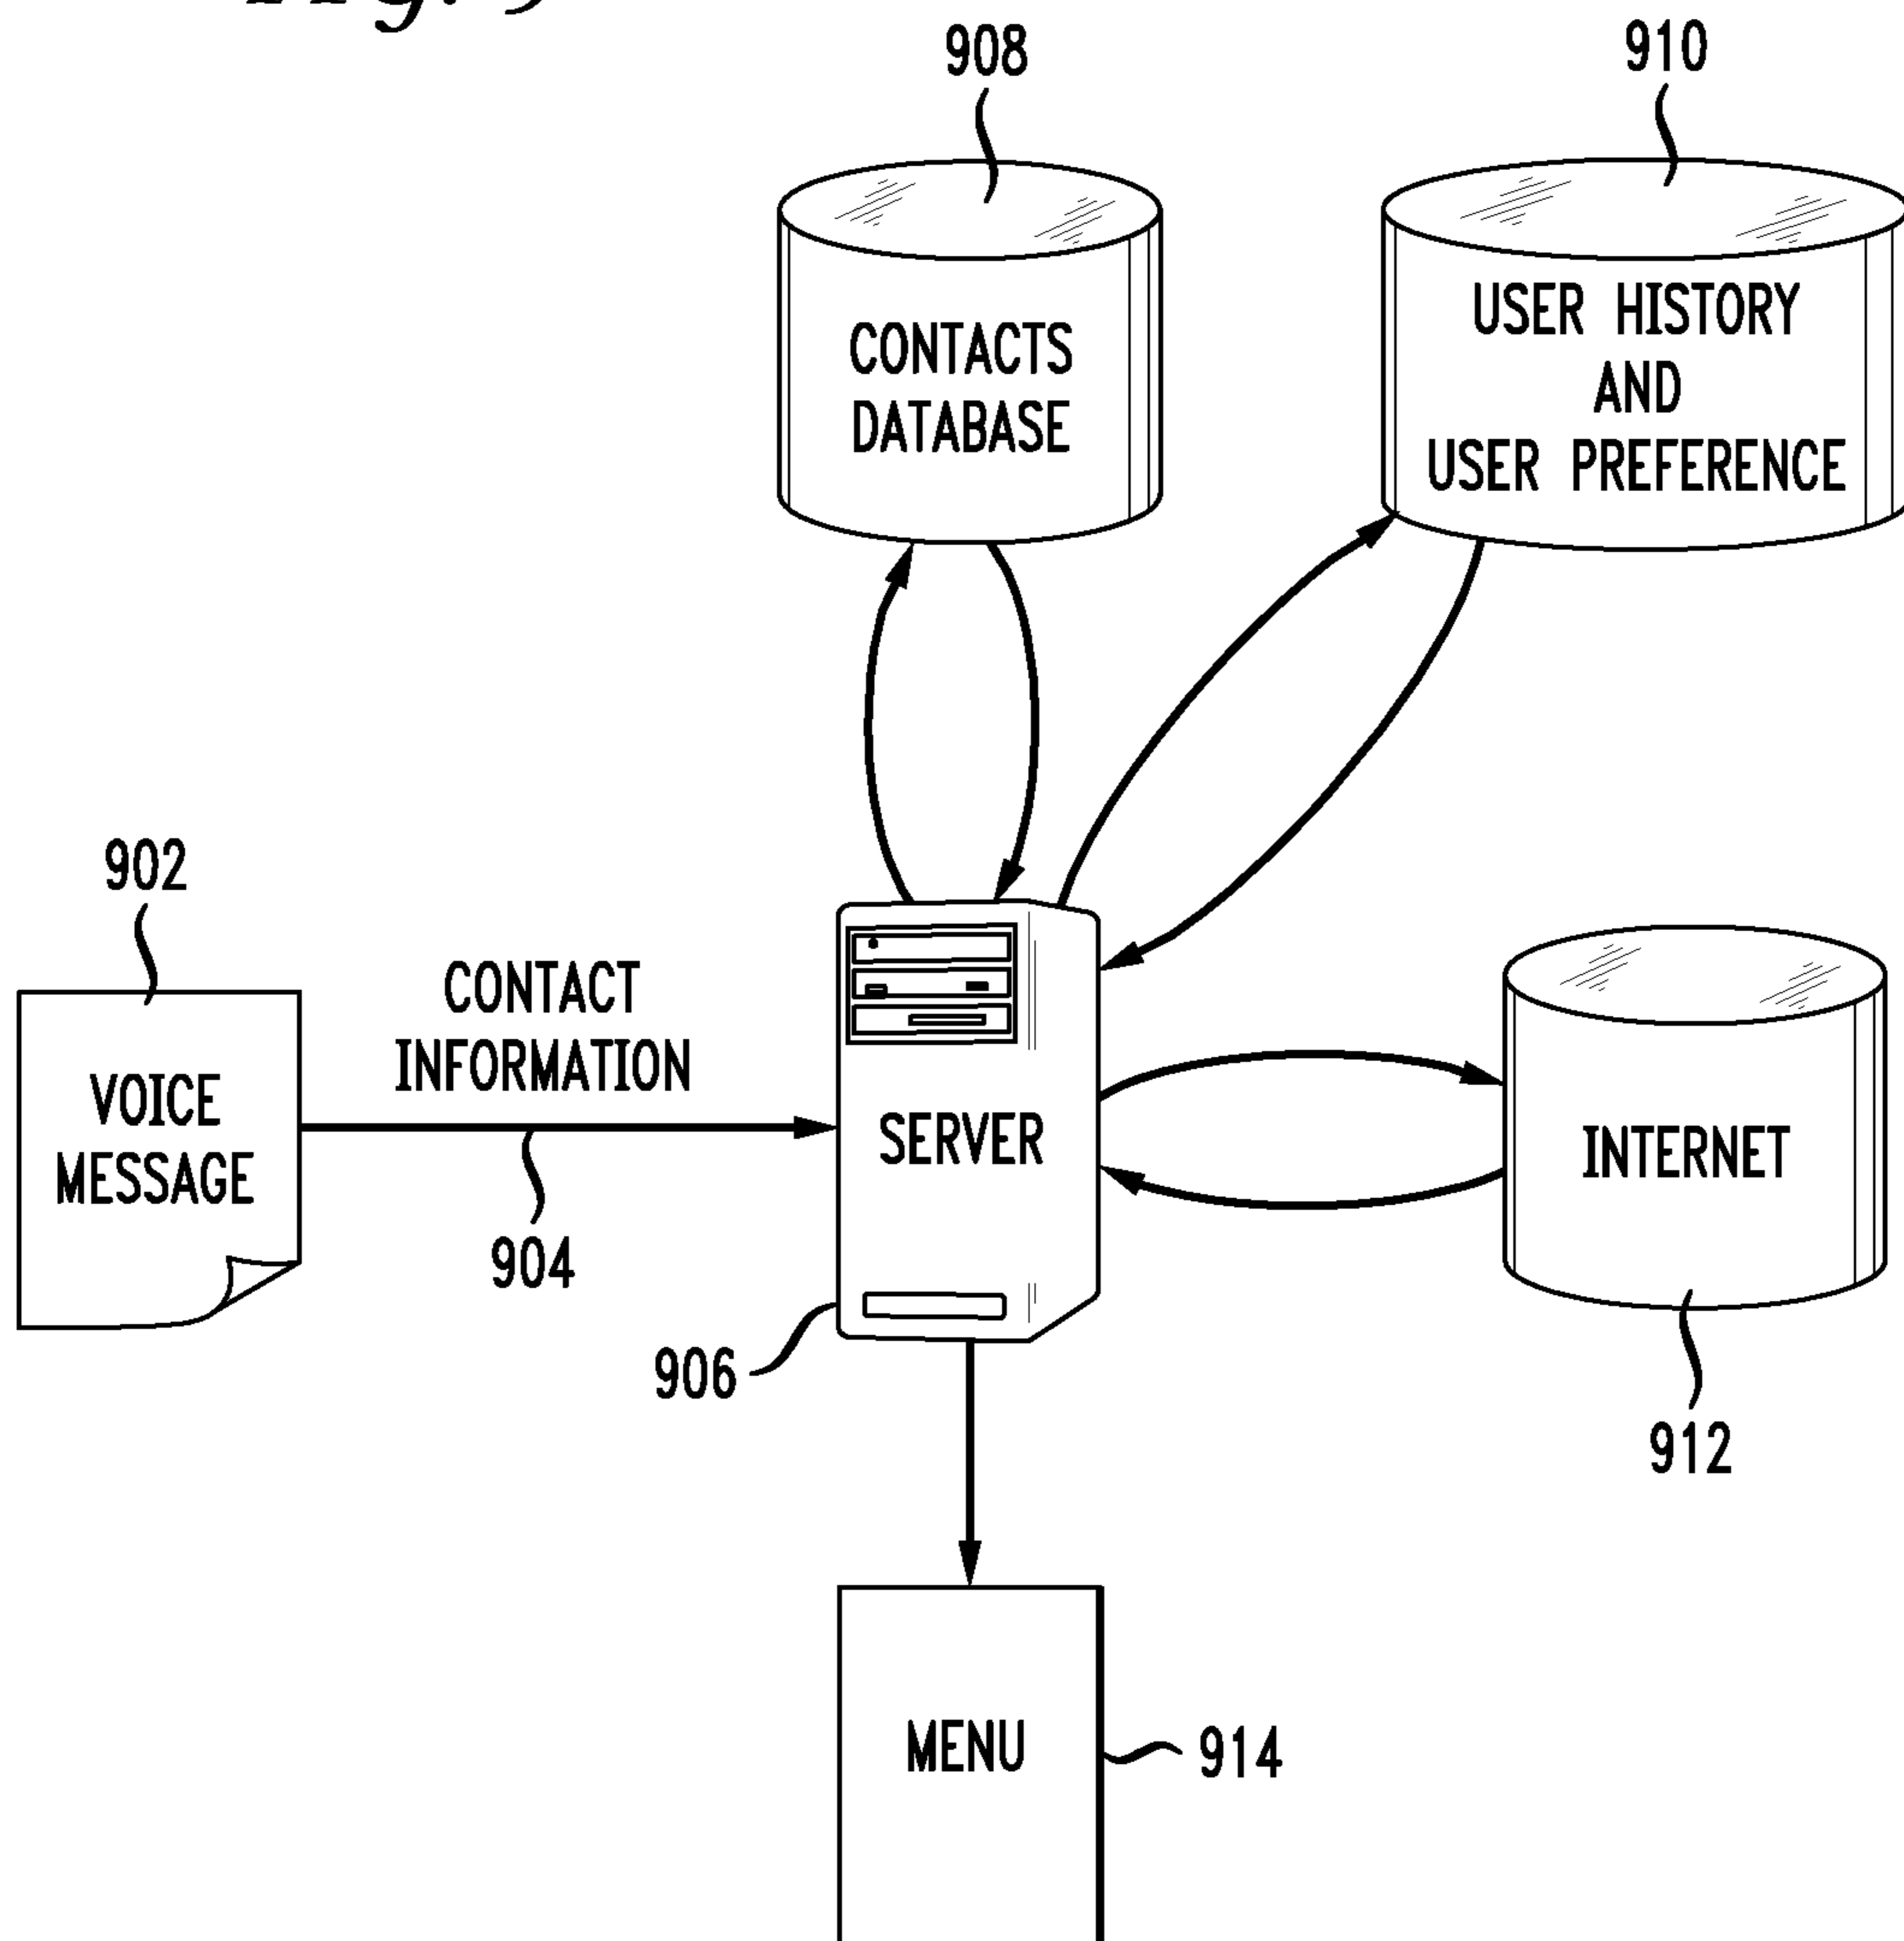 908
910
CONTACTS
DATABASE
USER HISTORY
AND
USER PREFERENCE
902
CONTACT
INFORMATION
VOICE
MESSAGE
904
SERVER
INTERNET
906
912
MENU
914